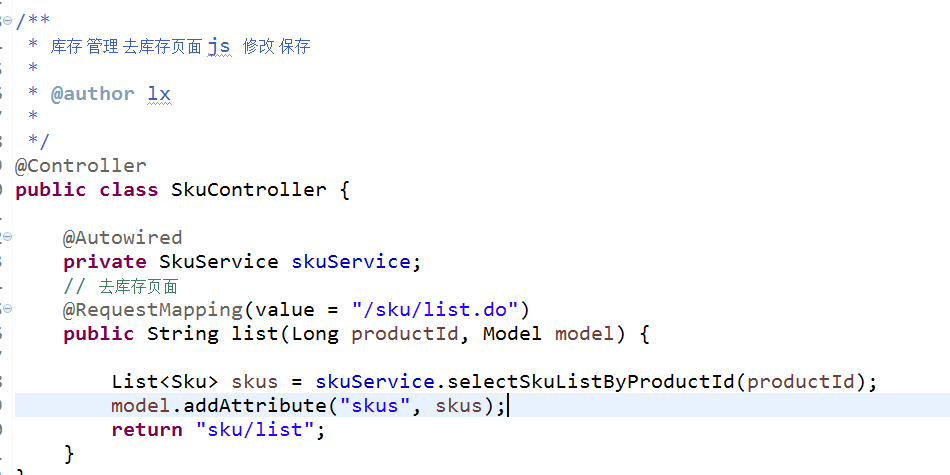 /**
 * 库存 管理 去库存页面 js 修改 保存
 *
 * @author lx
 *
 */
@Controller
public class SkuController {
@Autowired
private SkuService skuService;
// 去库存页面
@RequestMapping(value = "/sku/list.do")
public String list(Long productId, Model model) {
List<Sku> skus = skuService.selectSkuListByProductId(productId);
model.addAttribute("skus", skus);
return "sku/list";
}